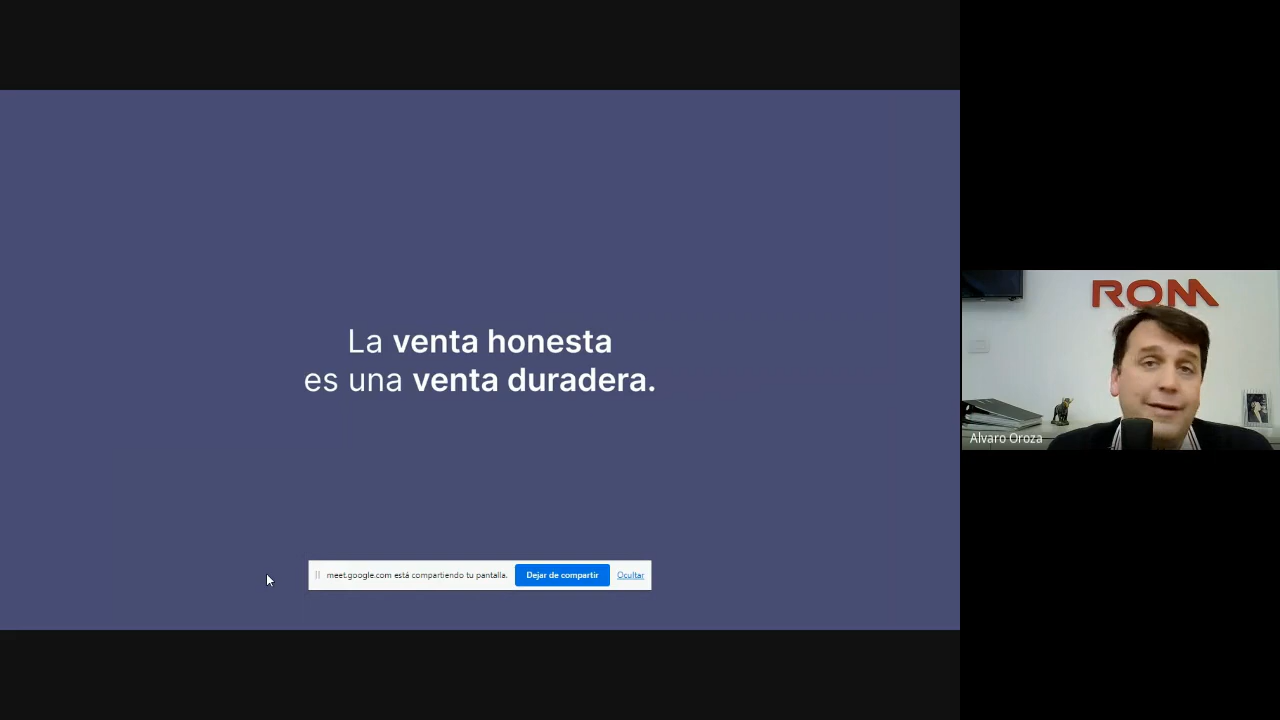 La venta honesta
es una venta duradera.
meet.google.com está compartiendo tu pantalla.
Dejar de compartir
Ocultar
ROM
Alvaro Oroza